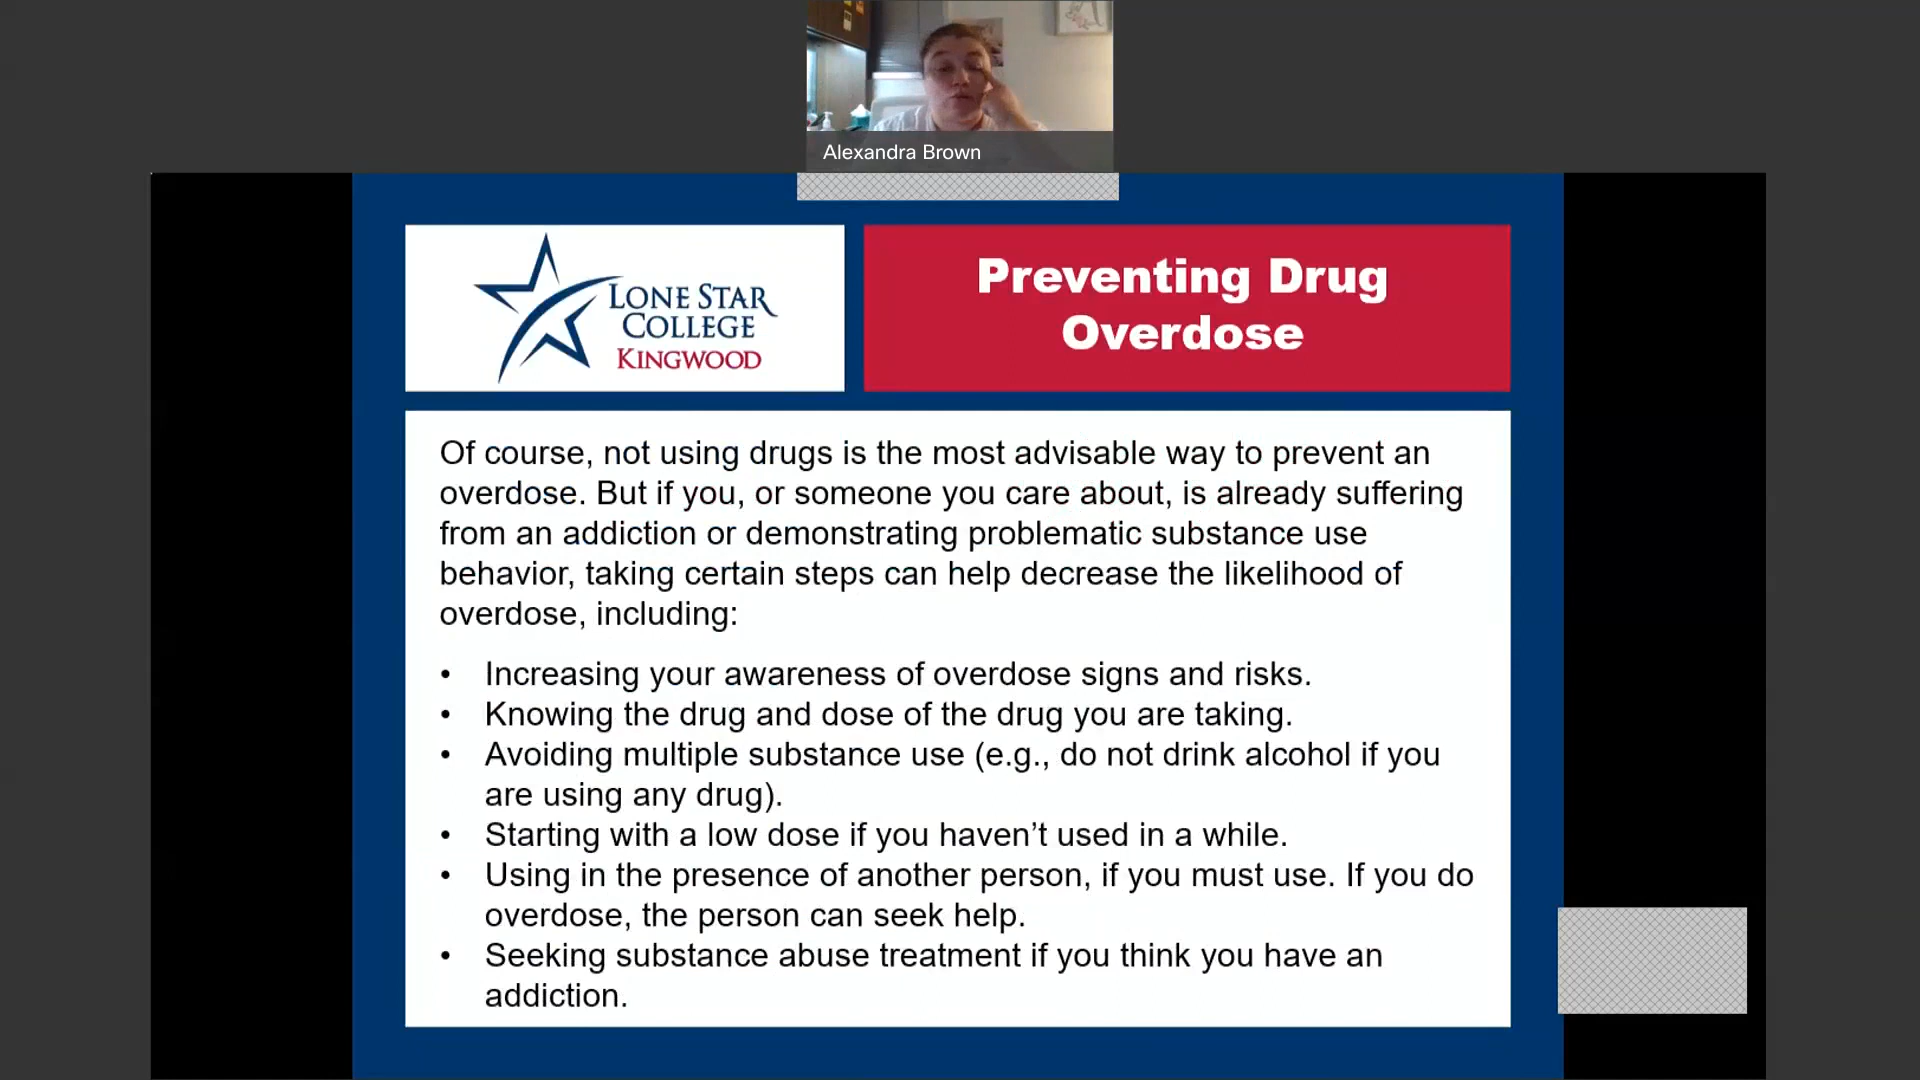 Alexandra Brown
LONE STAR
COLLEGE
KINGWOOD
Preventing Drug
Overdose
Of course, not using drugs is the most advisable way to prevent an
overdose. But if you, or someone you care about, is already suffering
from an addiction or demonstrating problematic substance use
behavior, taking certain steps can help decrease the likelihood of
overdose, including:
• Increasing your awareness of overdose signs and risks.
• Knowing the drug and dose of the drug you are taking.
• Avoiding multiple substance use (e.g., do not drink alcohol if you
are using any drug).
• Starting with a low dose if you haven’t used in a while.
• Using in the presence of another person, if you must use. If you do
overdose, the person can seek help.
• Seeking substance abuse treatment if you think you have an
addiction.